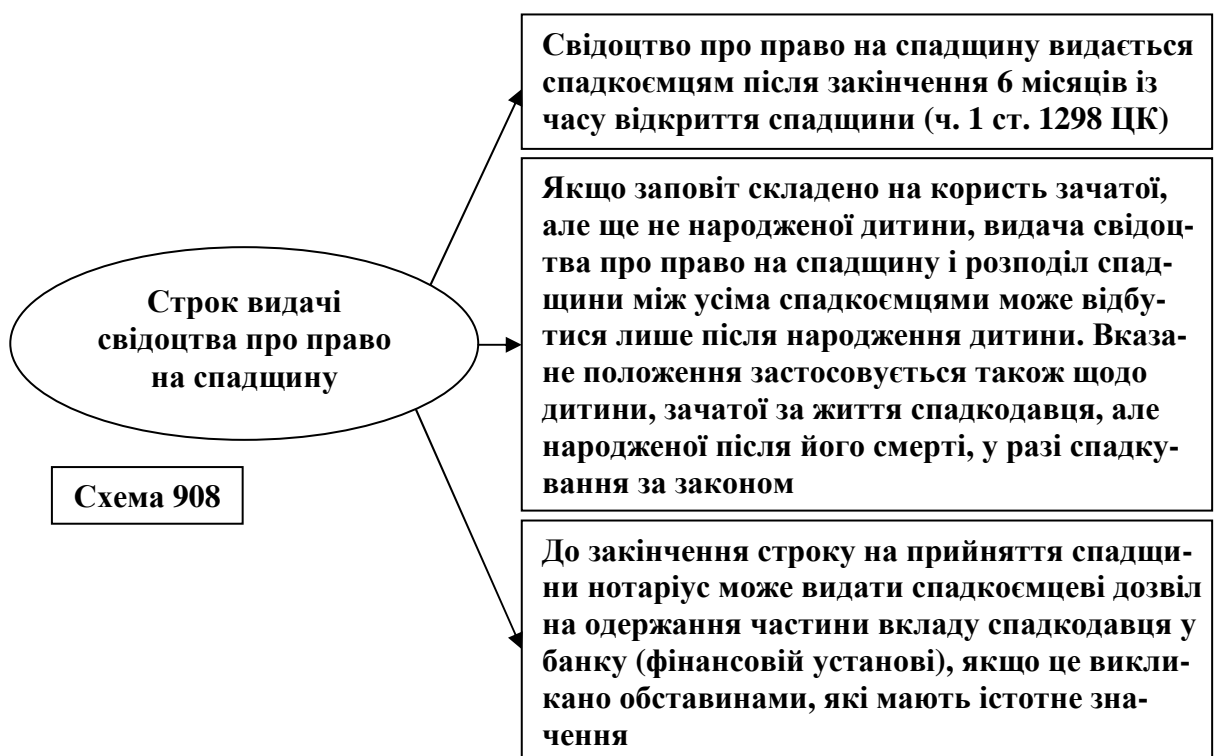 Свідоцтво про право на спадщину видається
спадкоємцям після закінчення 6 місяців із
часу відкриття спадщини (ч. 1 ст. 1298 ЦК)
Якщо заповіт складено на користь зачатої,
але ще не народженої дитини, видача свідоц-
тва про право на спадщину і розподіл спад-
щини між усіма спадкоємцями може відбу-
тися лише після народження дитини. Вказа-
не положення застосовується також щодо
дитини, зачатої за життя спадкодавця, але
народженої після його смерті, у разі спадку-
вання за законом
Строк видачі
свідоцтва про право
на спадщину
Схема 908
До закінчення строку на прийняття спадщи-
ни нотаріус може видати спадкоємцеві дозвіл
на одержання частини вкладу спадкодавця у
банку (фінансовій установі), якщо це викли-
кано обставинами, які мають істотне зна-
чення